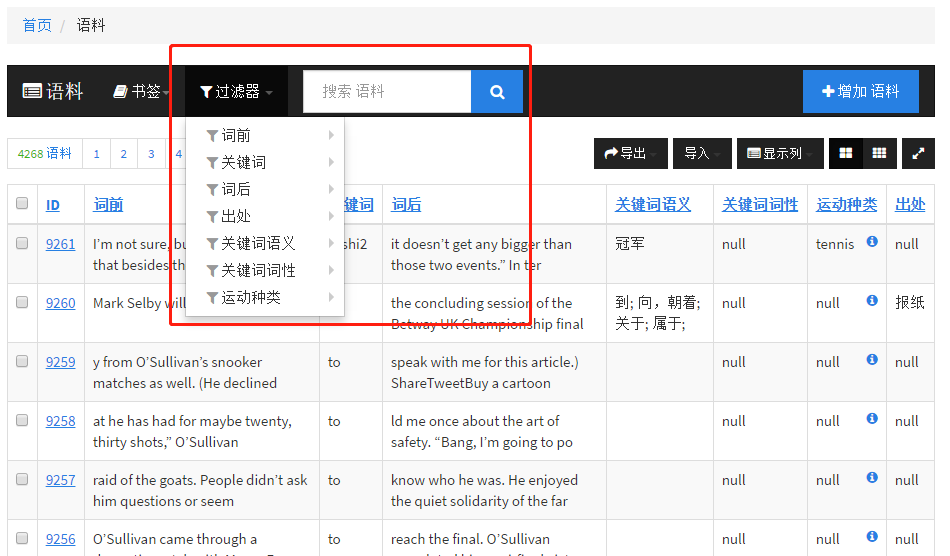 首页 / 语料
语料 书签 过滤器 搜索 语料 增加 语料
词前
关键词
词后
出处
关键词语义
关键词词性
运动种类
4268 语料 1 2 3 4 导出 导入 显示列
ID 词前 键词 词后 关键词语义 关键词词性 运动种类 出处
9261 I'm not sure, bu shi2 it doesn't get any bigger than 冠军 null tennis null
that besides th those two events.” In ter
9260 Mark Selby will the concluding session of the 到; 向，朝着; null null 报纸
Betway UK Championship final 关于; 属于;
9259 y from O'Sullivan's snooker to speak with me for this article.) null null null
matches as well. (He declined ShareTweetBuy a cartoon
9258 at he has had for maybe twenty, to ld me once about the art of null null null
thirty shots,” O'Sullivan safety. “Bang, I'm going to po
9257 raid of the goats. People didn't ask to know who he was. He enjoyed null null null
him questions or seem the quiet solidarity of the far
9256 O'Sullivan came through a to reach the final. O'Sullivan null null null